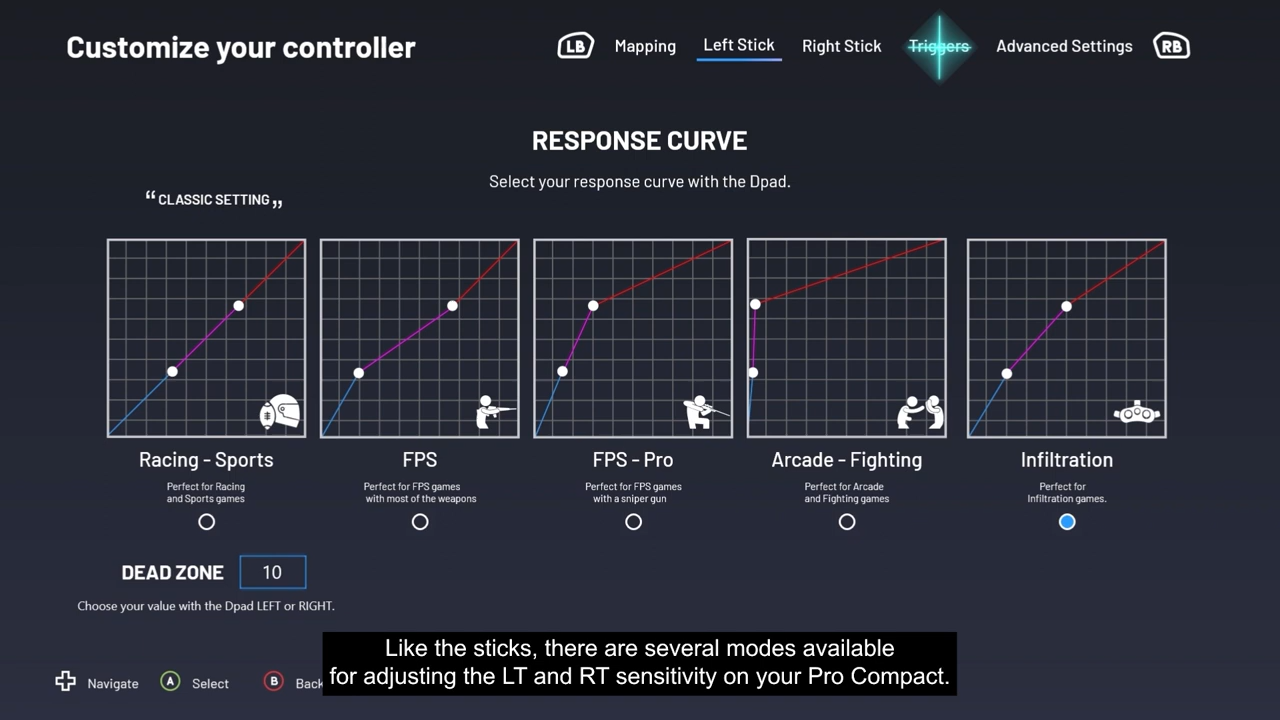 Customize your controller
LB
Mapping
Left Stick
Right Stick
Triggers
Advanced Settings
RB
RESPONSE CURVE
Select your response curve with the Dpad.
“CLASSIC SETTING„
Racing - Sports
Perfect for Racing
and Sports games
FPS
Perfect for FPS games
with most of the weapons
FPS - Pro
Perfect for FPS games
with a sniper gun
Arcade - Fighting
Perfect for Arcade
and Fighting games
Infiltration
Perfect for
Infiltration games.
DEAD ZONE 10
Choose your value with the Dpad LEFT or RIGHT.
Navigate
A Select
B Back
Like the sticks, there are several modes available
for adjusting the LT and RT sensitivity on your Pro Compact.